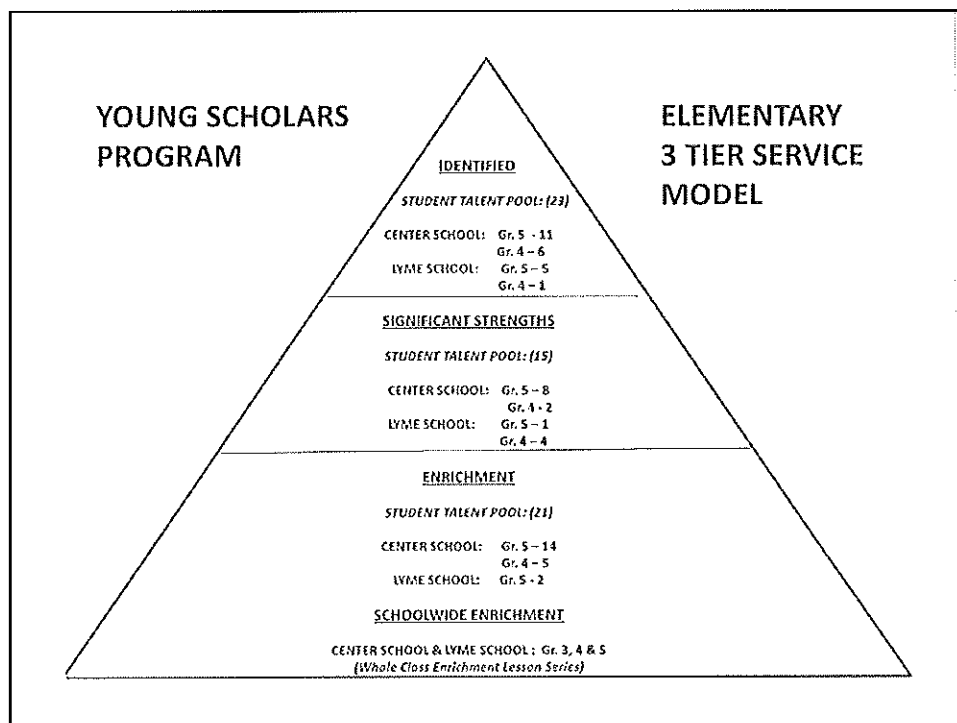 YOUNG SCHOLARS
PROGRAM
ELEMENTARY
3 TIER SERVICE
MODEL
IDENTIFIED
STUDENT TALENT POOL: (23)
CENTER SCHOOL: Gr. 5 - 11
Gr. 4 – 6
LYME SCHOOL: Gr. 5 – 5
Gr. 4 – 1
SIGNIFICANT STRENGTHS
STUDENT TALENT POOL: (15)
CENTER SCHOOL: Gr. 5 – 8
Gr. 4 - 2
LYME SCHOOL: Gr. 5 – 1
Gr. 4 – 4
ENRICHMENT
STUDENT TALENT POOL: (21)
CENTER SCHOOL: Gr. 5 – 14
Gr. 4 – 5
LYME SCHOOL: Gr. 5 - 2
SCHOOLWIDE ENRICHMENT
CENTER SCHOOL & LYME SCHOOL : Gr. 3, 4 & 5
(Whole Class Enrichment Lesson Series)